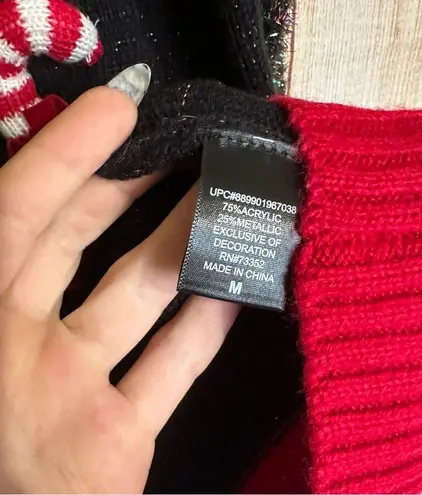 UPC#889901967038
75%ACRYLIC
25%METALLIC
EXCLUSIVE OF
DECORATION
RN#73352
MADE IN CHINA
M